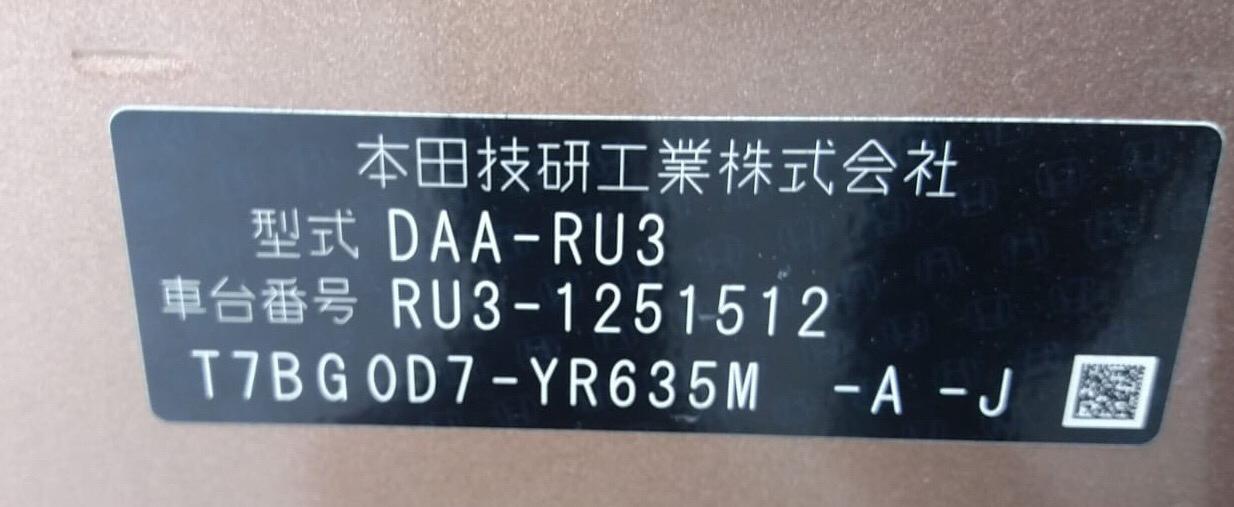 本田技研工業株式会社
型式 DAA-RU3
車台番号 RU3-1251512
T7BG0D7-YR635M -A -J